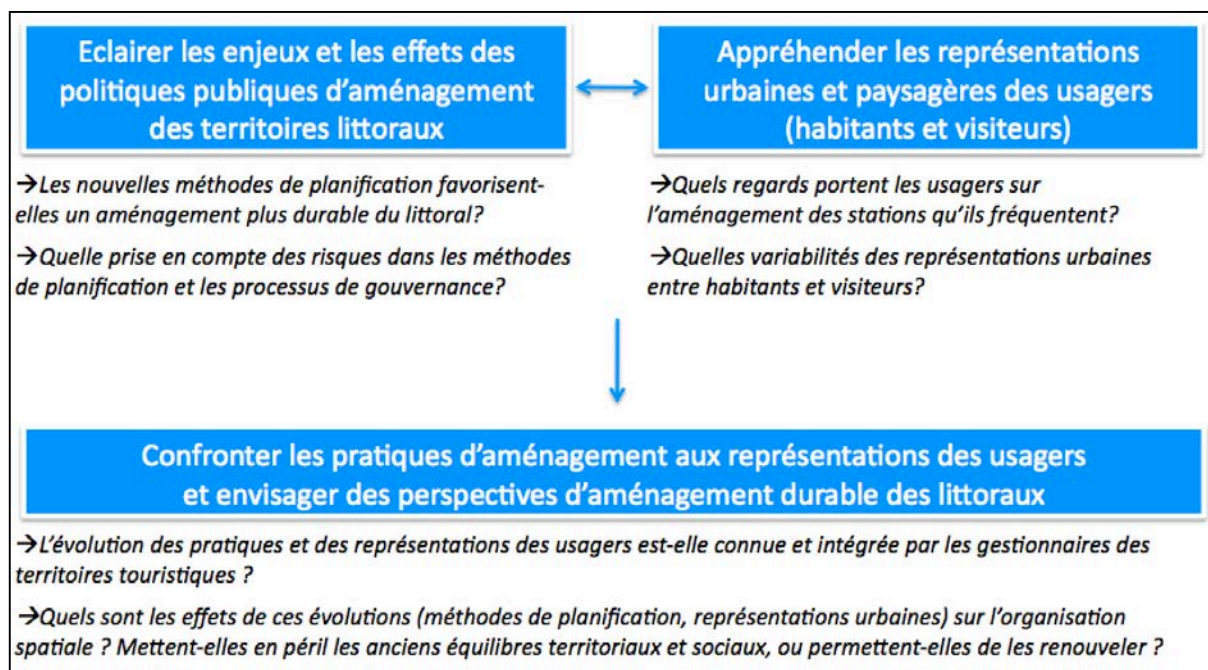 Eclairer les enjeux et les effets des
politiques publiques d'aménagement
des territoires littoraux
Appréhender les représentations
urbaines et paysagères des usagers
(habitants et visiteurs)
→Les nouvelles méthodes de planification favorisent-
elles un aménagement plus durable du littoral?
→Quelle prise en compte des risques dans les méthodes
de planification et les processus de gouvernance?
→Quels regards portent les usagers sur
l'aménagement des stations qu'ils fréquentent?
→Quelles variabilités des représentations urbaines
entre habitants et visiteurs?
Confronter les pratiques d'aménagement aux représentations des usagers
et envisager des perspectives d'aménagement durable des littoraux
→L'évolution des pratiques et des représentations des usagers est-elle connue et intégrée par les gestionnaires des
territoires touristiques ?
→Quels sont les effets de ces évolutions (méthodes de planification, représentations urbaines) sur l'organisation
spatiale ? Mettent-elles en péril les anciens équilibres territoriaux et sociaux, ou permettent-elles de les renouveler ?